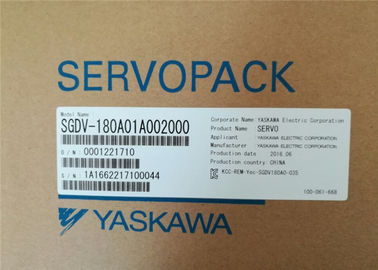 SERVOPACK
Model Name
SGDV-180A01A002000
O/N 0001221710
S/N 1A1662217100044
Corporate Name: YASKAWA Electric Corporation
Product Name : SERVO
Applicant : YASKAWA ELECTRIC CORPORATION
Manufacturer : YASKAWA ELECTRIC CORPORATION
Production date : 2016.06
Production country : CHINA
KCC-REM-Yec-SGDV180A0-035
100-061-668
YASKAWA